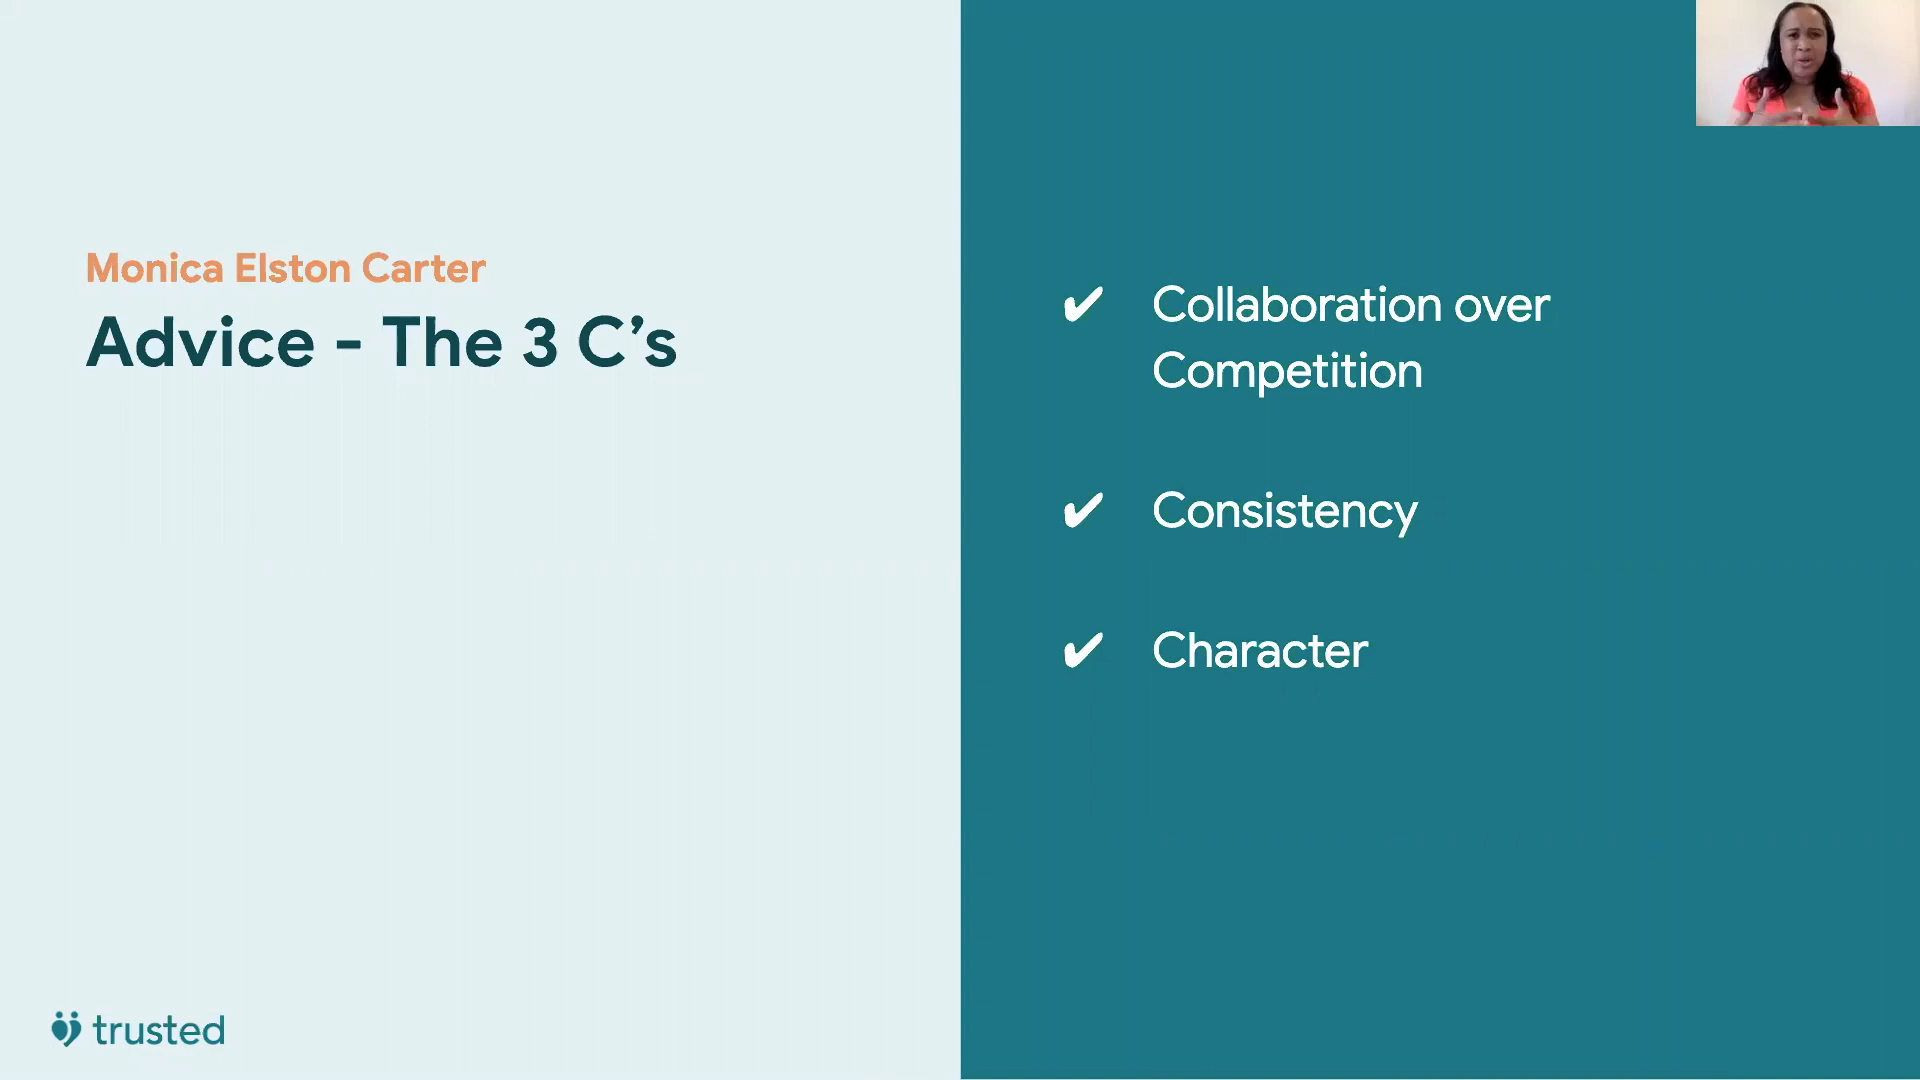 Monica Elston Carter
Advice - The 3 C’s
✔ Collaboration over
Competition
✔ Consistency
✔ Character
trusted